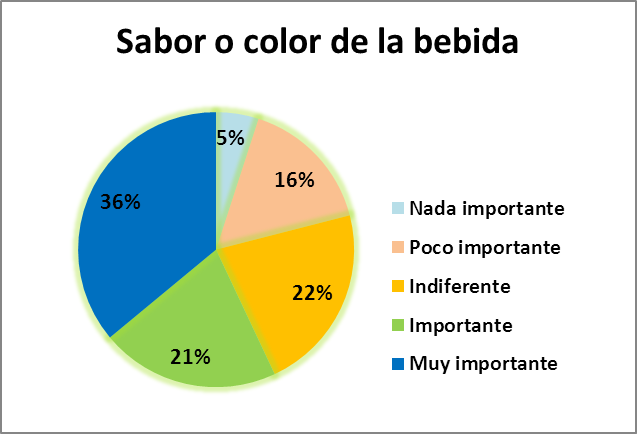 Sabor o color de la bebida
5%
16%
36%
22%
21%
Nada importante
Poco importante
Indiferente
Importante
Muy importante